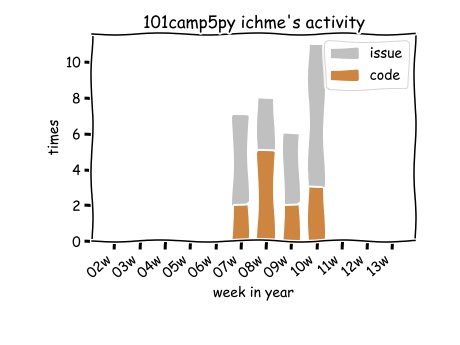 101camp5py ichme's activity
issue
code
times
10
8
6
4
2
0
02w 03w 04w 05w 06w 07w 08w 09w 10w 11w 12w 13w
week in year